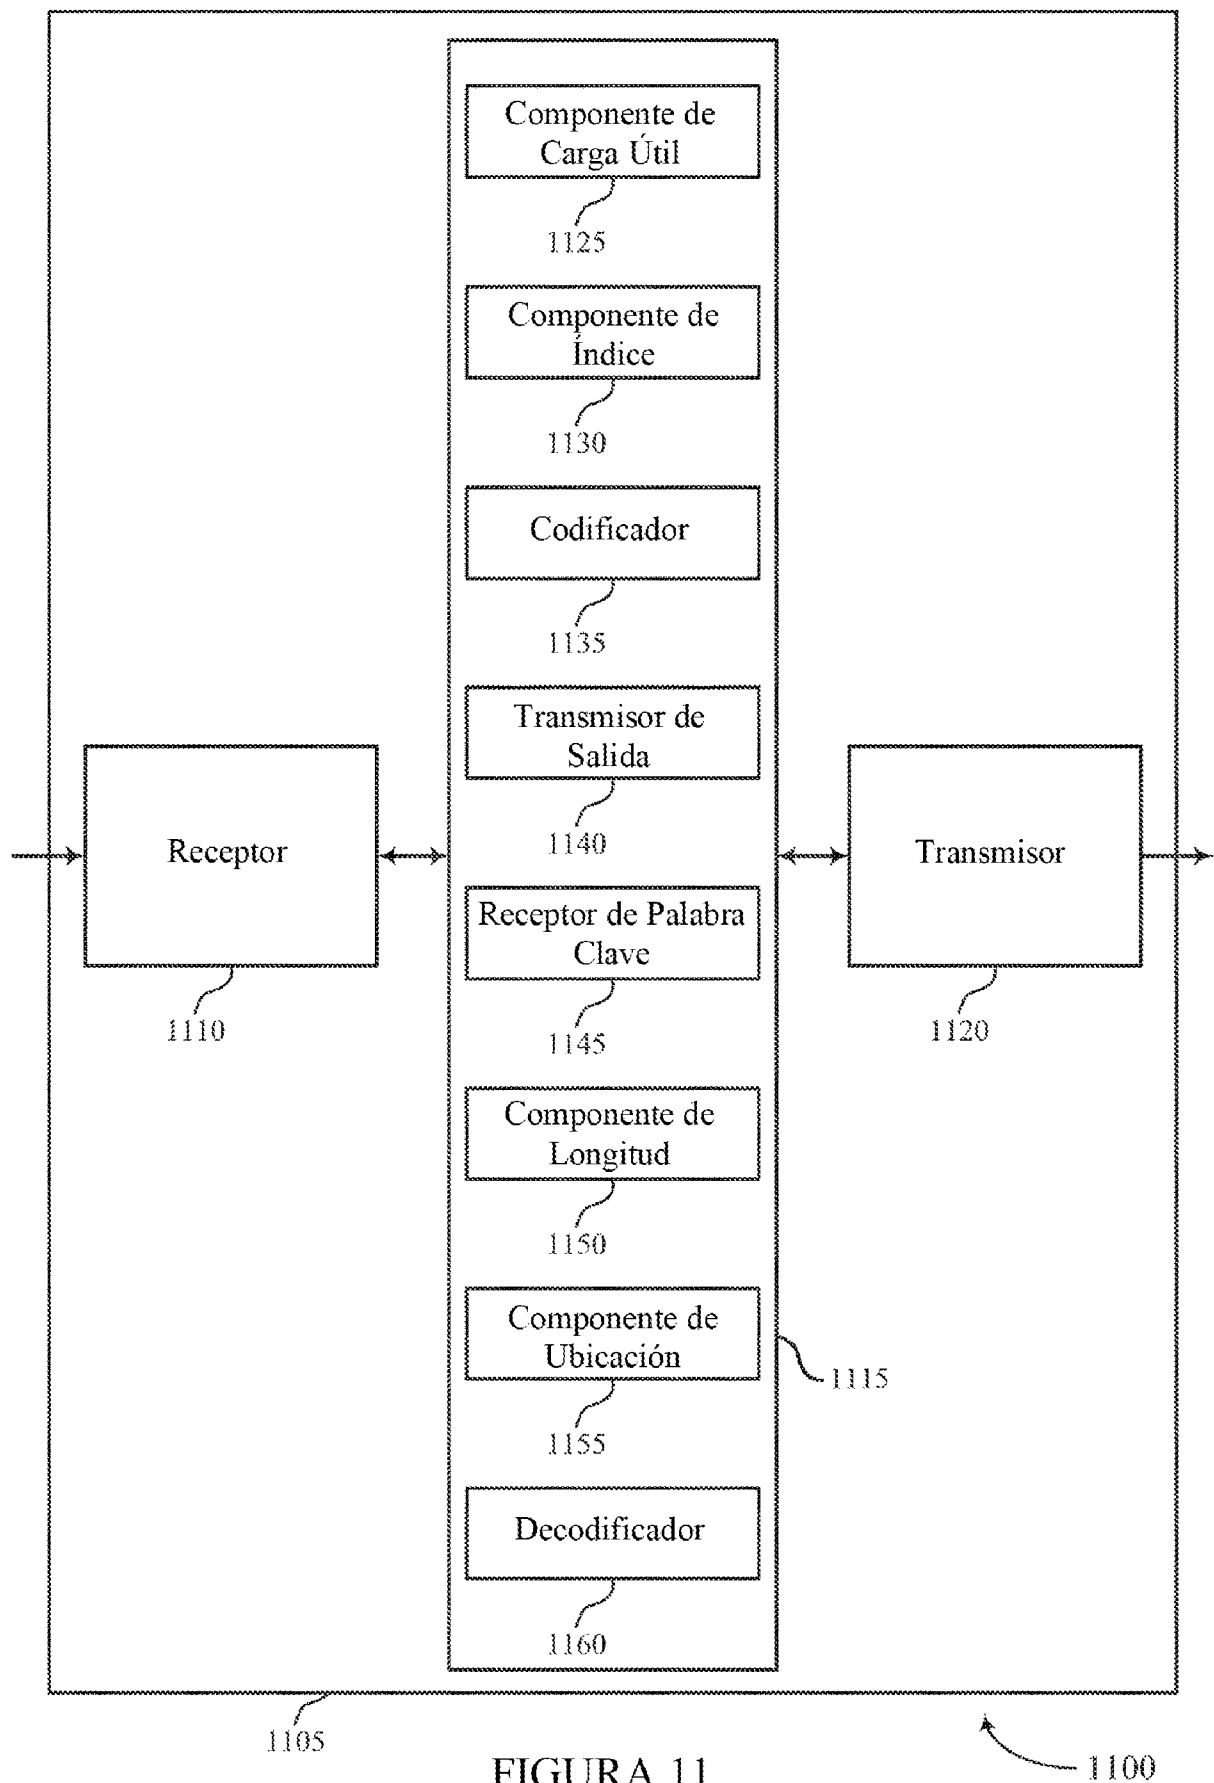 Componente de
Carga Útil
1125
Componente de
Índice
1130
Codificador
1135
Transmisor de
Salida
1140
Receptor
1110
Transmisor
1120
Receptor de Palabra
Clave
1145
Componente de
Longitud
1150
Componente de
Ubicación
1155
1115
Decodificador
1160
1105
FIGURA 11
1100